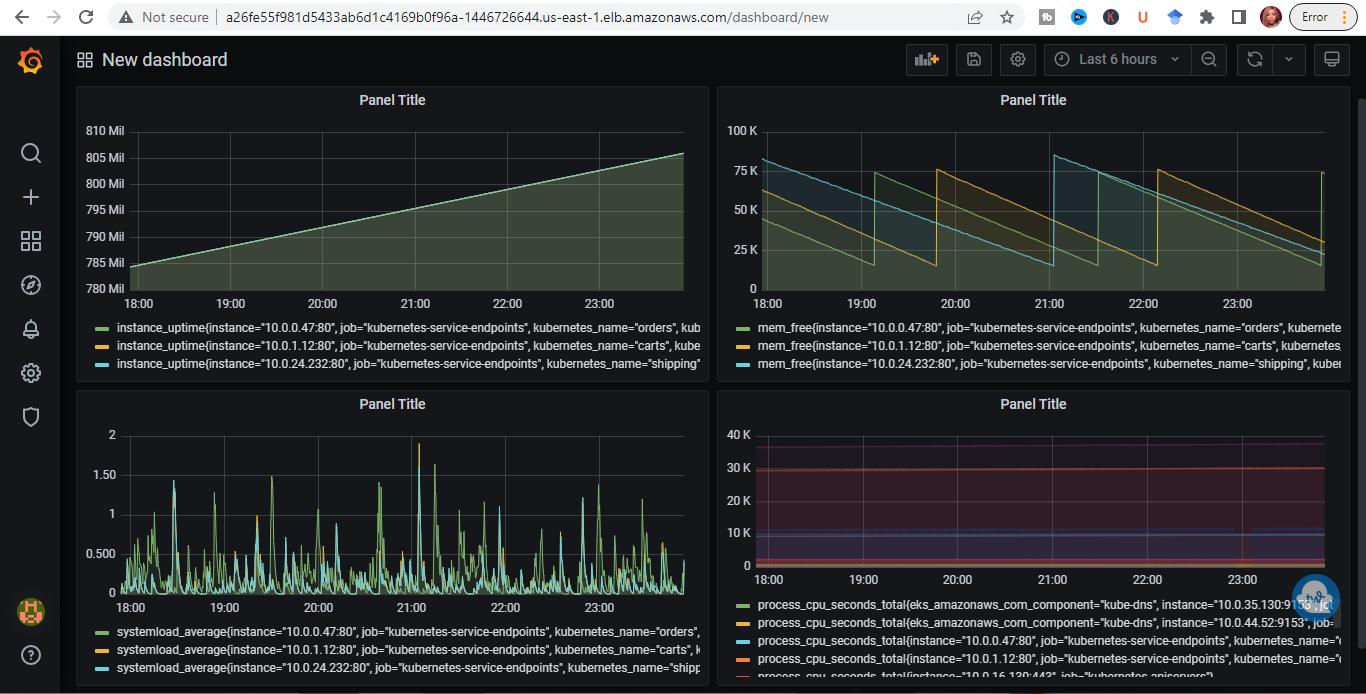 Not secure
a26fe55f981d5433ab6d1c4169b0f96a-1446726644.us-east-1.elb.amazonaws.com/dashboard/new
Error
New dashboard
Last 6 hours
Panel Title
810 Mil
805 Mil
800 Mil
795 Mil
790 Mil
785 Mil
780 Mil
18:00 19:00 20:00 21:00 22:00 23:00
instance_uptime{instance="10.0.0.47:80", job="kubernetes-service-endpoints", kubernetes_name="orders", kub
instance_uptime{instance="10.0.1.12:80", job="kubernetes-service-endpoints", kubernetes_name="carts", kube
instance_uptime{instance="10.0.24.232:80", job="kubernetes-service-endpoints", kubernetes_name="shipping"
Panel Title
100 K
75 K
50 K
25 K
0
18:00 19:00 20:00 21:00 22:00 23:00
mem_free{instance="10.0.0.47:80", job="kubernetes-service-endpoints", kubernetes_name="orders", kubernete
mem_free{instance="10.0.1.12:80", job="kubernetes-service-endpoints", kubernetes_name="carts", kubernetes_
mem_free{instance="10.0.24.232:80", job="kubernetes-service-endpoints", kubernetes_name="shipping", kuber
Panel Title
2
1.50
1
0.500
0
18:00 19:00 20:00 21:00 22:00 23:00
systemload_average{instance="10.0.0.47:80", job="kubernetes-service-endpoints", kubernetes_name="orders",
systemload_average{instance="10.0.1.12:80", job="kubernetes-service-endpoints", kubernetes_name="carts", k
systemload_average{instance="10.0.24.232:80", job="kubernetes-service-endpoints", kubernetes_name="shipp
Panel Title
40 K
30 K
20 K
10 K
0
18:00 19:00 20:00 21:00 22:00 23:00
process_cpu_seconds_total{eks_amazonaws_com_component="kube-dns", instance="10.0.35.130:9153", job
process_cpu_seconds_total{eks_amazonaws_com_component="kube-dns", instance="10.0.44.52:9153", job=
process_cpu_seconds_total{instance="10.0.0.47:80", job="kubernetes-service-endpoints", kubernetes_name="o
process_cpu_seconds_total{instance="10.0.1.12:80", job="kubernetes-service-endpoints", kubernetes_name="c
process_cpu_seconds_total{instance="10.0.16.130:443", job="kubernetes-apiservers"}